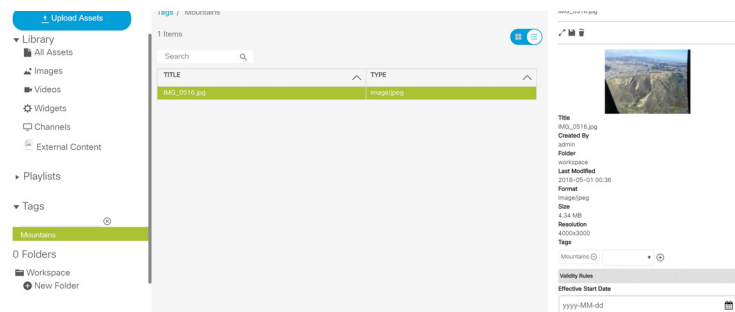 Upload Assets
Library
All Assets
Images
Videos
Widgets
Channels
External Content
Playlists
Tags
Mountains
0 Folders
Workspace
New Folder
Tags / Mountains
1 Items
Search
TITLE
TYPE
IMG_0516.jpg
image/jpeg
IMG_0516.jpg
Title
IMG_0516.jpg
Created By
admin
Folder
workspace
Last Modified
2018-05-01 00:36
Format
image/jpeg
Size
4.34 MB
Resolution
4000x3000
Tags
Mountains
Validity Rules
Effective Start Date
yyyy-MM-dd